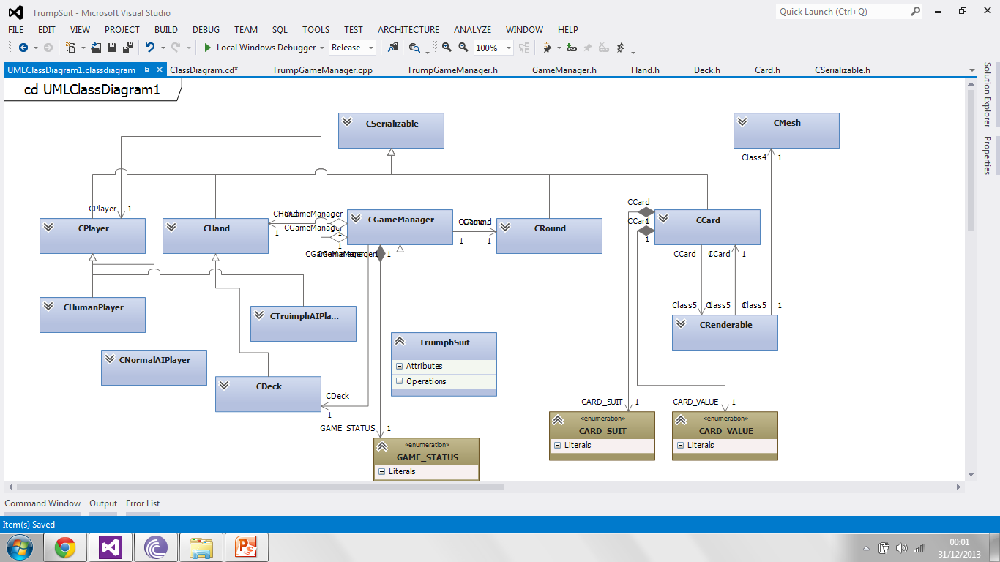 TrumpSuit - Microsoft Visual Studio
Quick Launch (Ctrl+Q)
FILE EDIT VIEW PROJECT BUILD DEBUG TEAM SQL TOOLS TEST ARCHITECTURE ANALYZE WINDOW HELP
Local Windows Debugger Release 100%
UMLClassDiagram1.classdiagram ClassDiagram.cd* TrumpGameManager.cpp TrumpGameManager.h GameManager.h Hand.h Deck.h Card.h CSerializable.h
Solution Explorer
Properties
cd UMLClassDiagram1
CSerializable
CMesh
Class4 1
CPlayer 1
CHand
CGameManager
CCard
CGameManager
CCard
1
1
1
1
1
1
CPlayer
CHand
CGameManager
CRound
CCard
CGameManager
1
1
CCard
CCard
1
Class5
Class5
Class5
1
CHumanPlayer
CTruimphAIPla...
CRenderable
CNormalAIPlayer
TruimphSuit
Attributes
Operations
CDeck
CDeck
1
GAME_STATUS 1
CARD_SUIT 1
CARD_VALUE 1
«enumeration»
CARD_SUIT
Literals
«enumeration»
CARD_VALUE
Literals
«enumeration»
GAME_STATUS
Literals
Command Window Output Error List
Item(s) Saved
00:01
31/12/2013